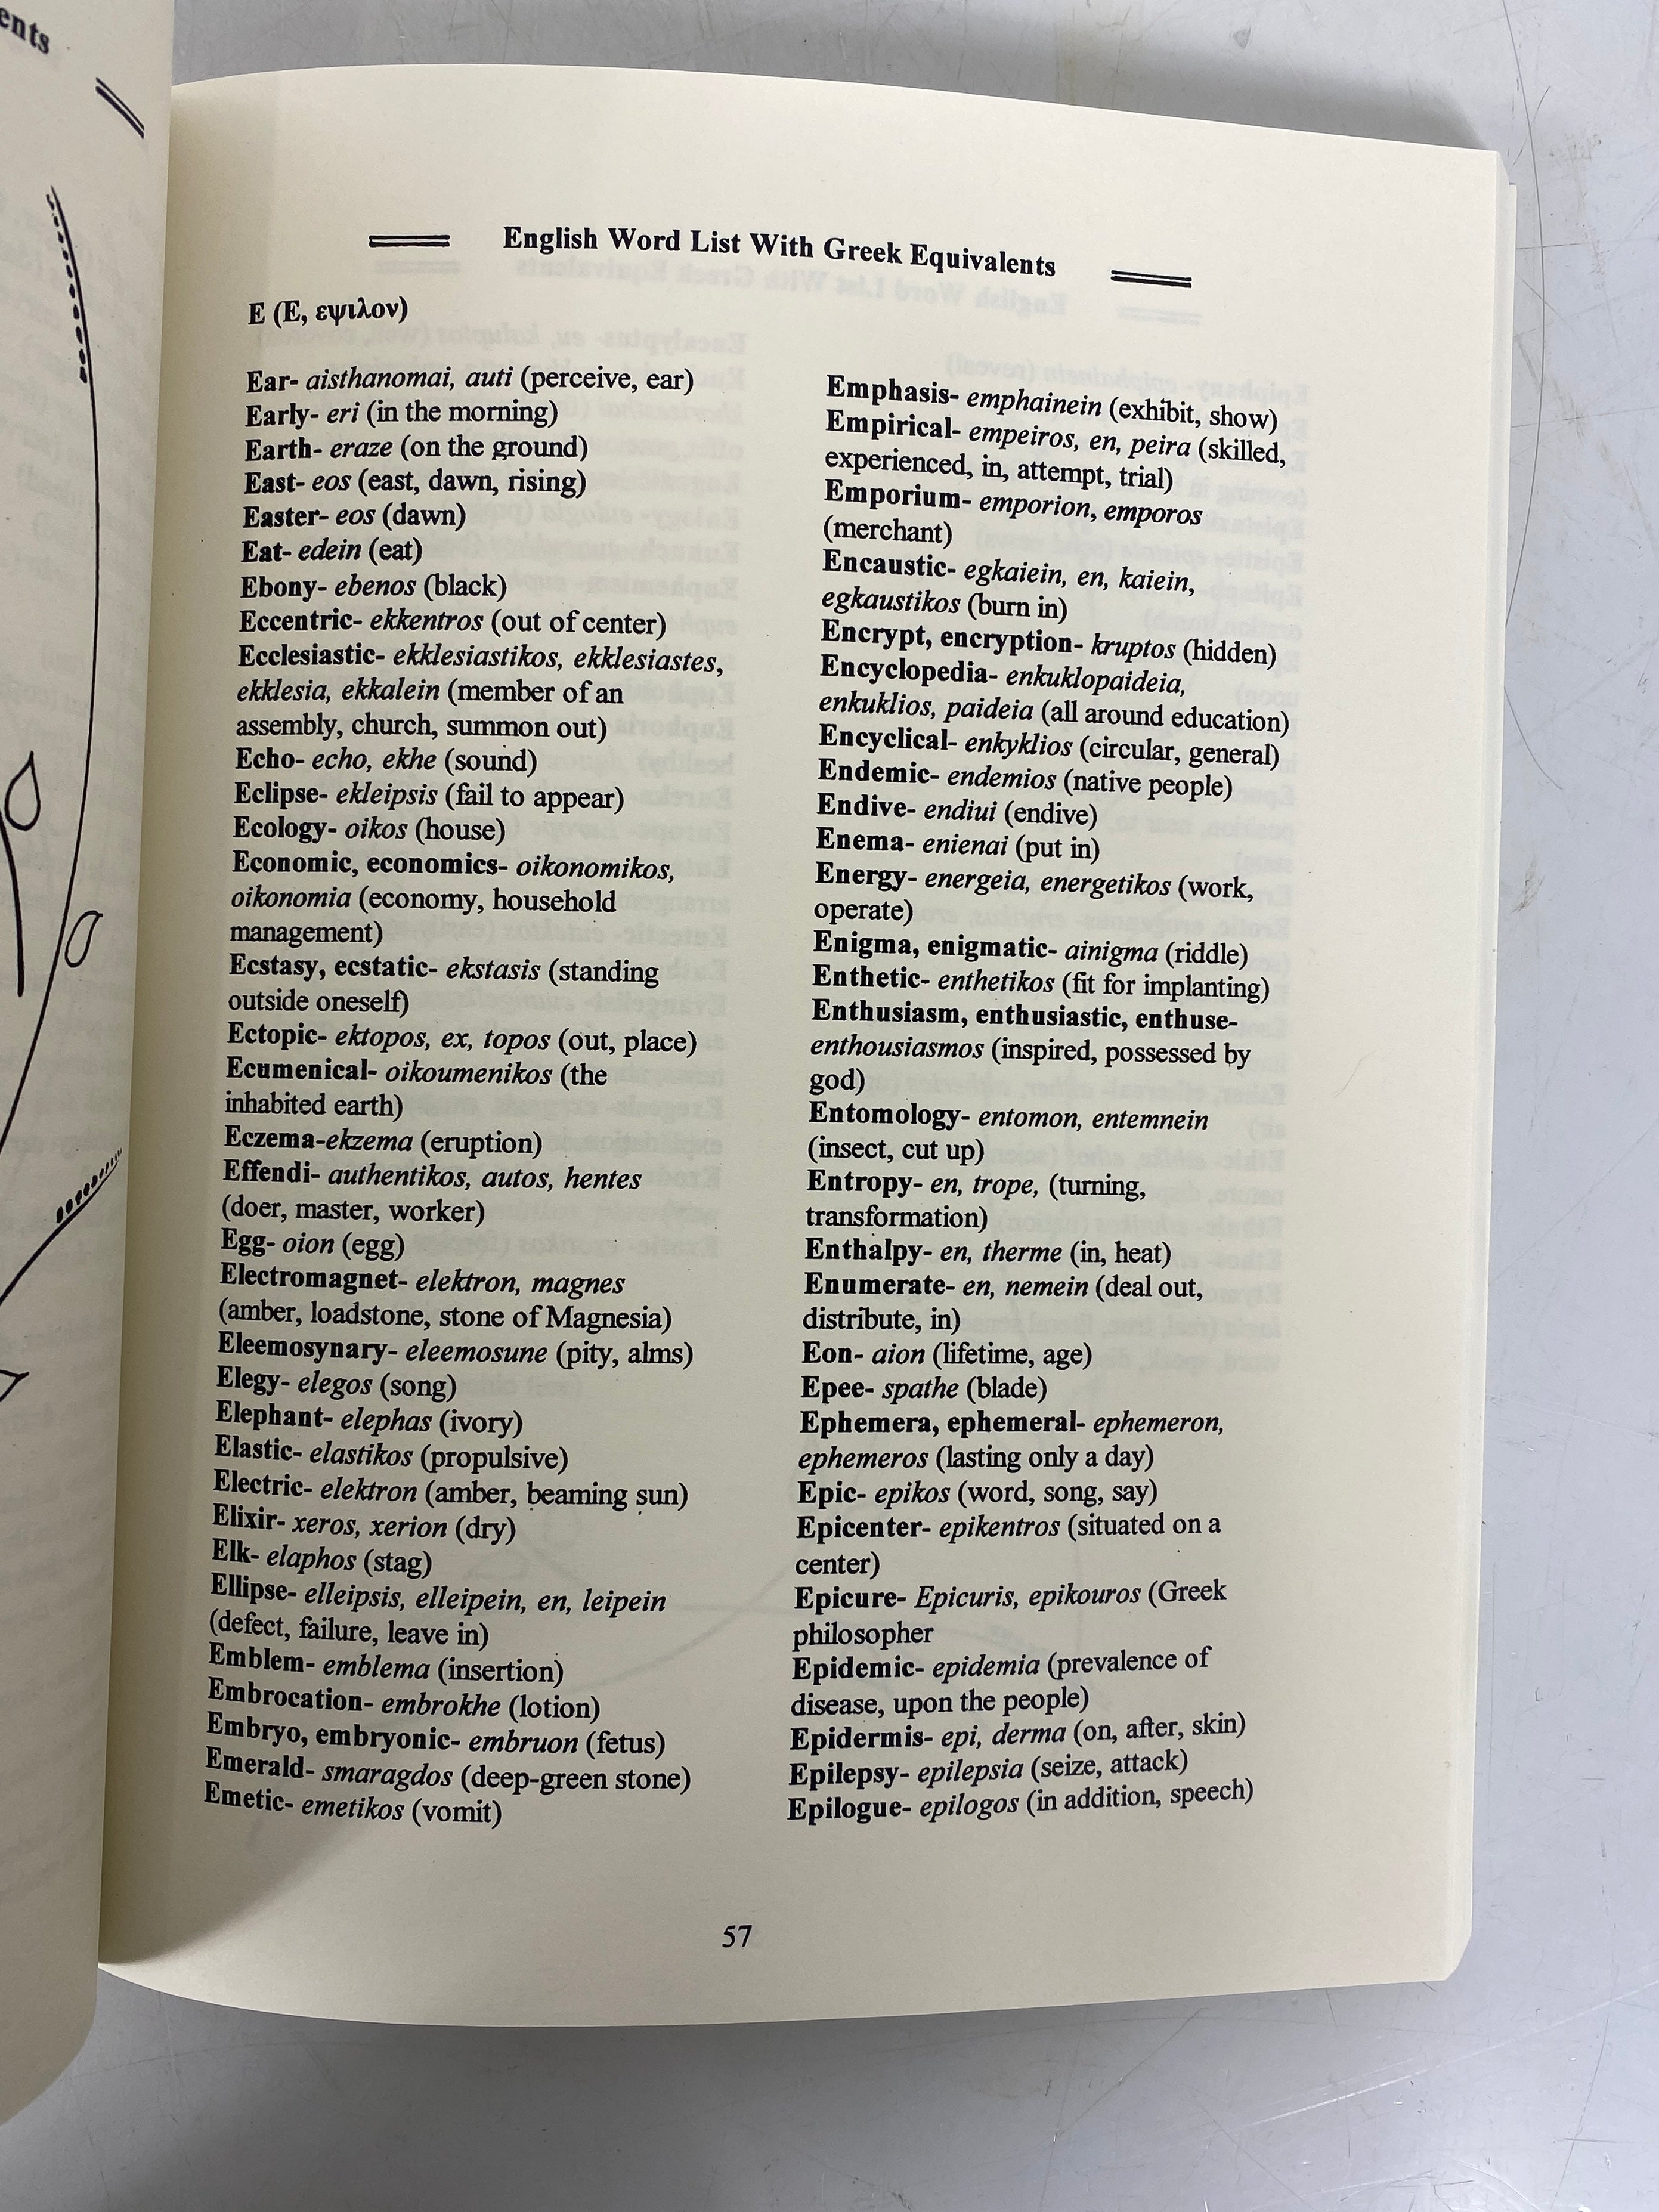 ents
English Word List With Greek Equivalents
E (Ε, εψιλον)
Ear- aisthanomai, auti (perceive, ear)
Early- eri (in the morning)
Earth- eraze (on the ground)
East- eos (east, dawn, rising)
Easter- eos (dawn)
Eat- edein (eat)
Ebony- ebenos (black)
Eccentric- ekkentros (out of center)
Ecclesiastic- ekklesiastikos, ekklesiastes,
ekklesia, ekkalein (member of an
assembly, church, summon out)
Echo- echo, ekhe (sound)
Eclipse- ekleipsis (fail to appear)
Ecology- oikos (house)
Economic, economics- oikonomikos,
oikonomia (economy, household
management)
Ecstasy, ecstatic- ekstasis (standing
outside oneself)
Ectopic- ektopos, ex, topos (out, place)
Ecumenical- oikoumenikos (the
inhabited earth)
Eczema-ekzema (eruption)
Effendi- authentikos, autos, hentes
(doer, master, worker)
Egg- oion (egg)
Electromagnet- elektron, magnes
(amber, loadstone, stone of Magnesia)
Eleemosynary- eleemosune (pity, alms)
Elegy- elegos (song)
Elephant- elephas (ivory)
Elastic- elastikos (propulsive)
Electric- elektron (amber, beaming sun)
Elixir- xeros, xerion (dry)
Elk- elaphos (stag)
Ellipse- elleipsis, elleipein, en, leipein
(defect, failure, leave in)
Emblem- emblema (insertion)
Embrocation- embrokhe (lotion)
Embryo, embryonic- embruon (fetus)
Emerald- smaragdos (deep-green stone)
Emetic- emetikos (vomit)
Emphasis- emphainein (exhibit, show)
Empirical- empeiros, en, peira (skilled,
experienced, in, attempt, trial)
Emporium- emporion, emporos
(merchant)
Encaustic- egkaiein, en, kaiein,
egkaustikos (burn in)
Encrypt, encryption- kruptos (hidden)
Encyclopedia- enkuklopaideia,
enkuklios, paideia (all around education)
Encyclical- enkyklios (circular, general)
Endemic- endemios (native people)
Endive- endiui (endive)
Enema- enienai (put in)
Energy- energeia, energetikos (work,
operate)
Enigma, enigmatic- ainigma (riddle)
Enthetic- enthetikos (fit for implanting)
Enthusiasm, enthusiastic, enthuse-
enthousiasmos (inspired, possessed by
god)
Entomology- entomon, entemnein
(insect, cut up)
Entropy- en, trope, (turning,
transformation)
Enthalpy- en, therme (in, heat)
Enumerate- en, nemein (deal out,
distribute, in)
Eon- aion (lifetime, age)
Epee- spathe (blade)
Ephemera, ephemeral- ephemeron,
ephemeros (lasting only a day)
Epic- epikos (word, song, say)
Epicenter- epikentros (situated on a
center)
Epicure- Epicuris, epikouros (Greek
philosopher
Epidemic- epidemia (prevalence of
disease, upon the people)
Epidermis- epi, derma (on, after, skin)
Epilepsy- epilepsia (seize, attack)
Epilogue- epilogos (in addition, speech)
57